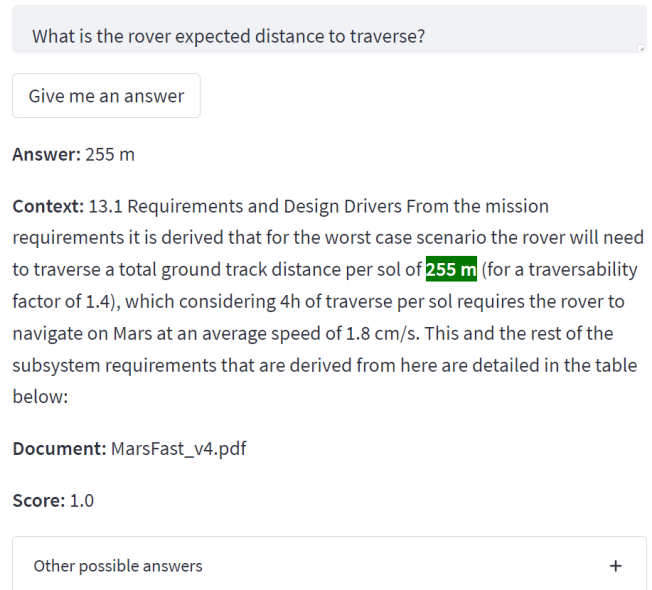 What is the rover expected distance to traverse?
Give me an answer
Answer: 255 m
Context: 13.1 Requirements and Design Drivers From the mission
requirements it is derived that for the worst case scenario the rover will need
to traverse a total ground track distance per sol of 255 m (for a traversability
factor of 1.4), which considering 4h of traverse per sol requires the rover to
navigate on Mars at an average speed of 1.8 cm/s. This and the rest of the
subsystem requirements that are derived from here are detailed in the table
below:
Document: MarsFast_v4.pdf
Score: 1.0
Other possible answers +